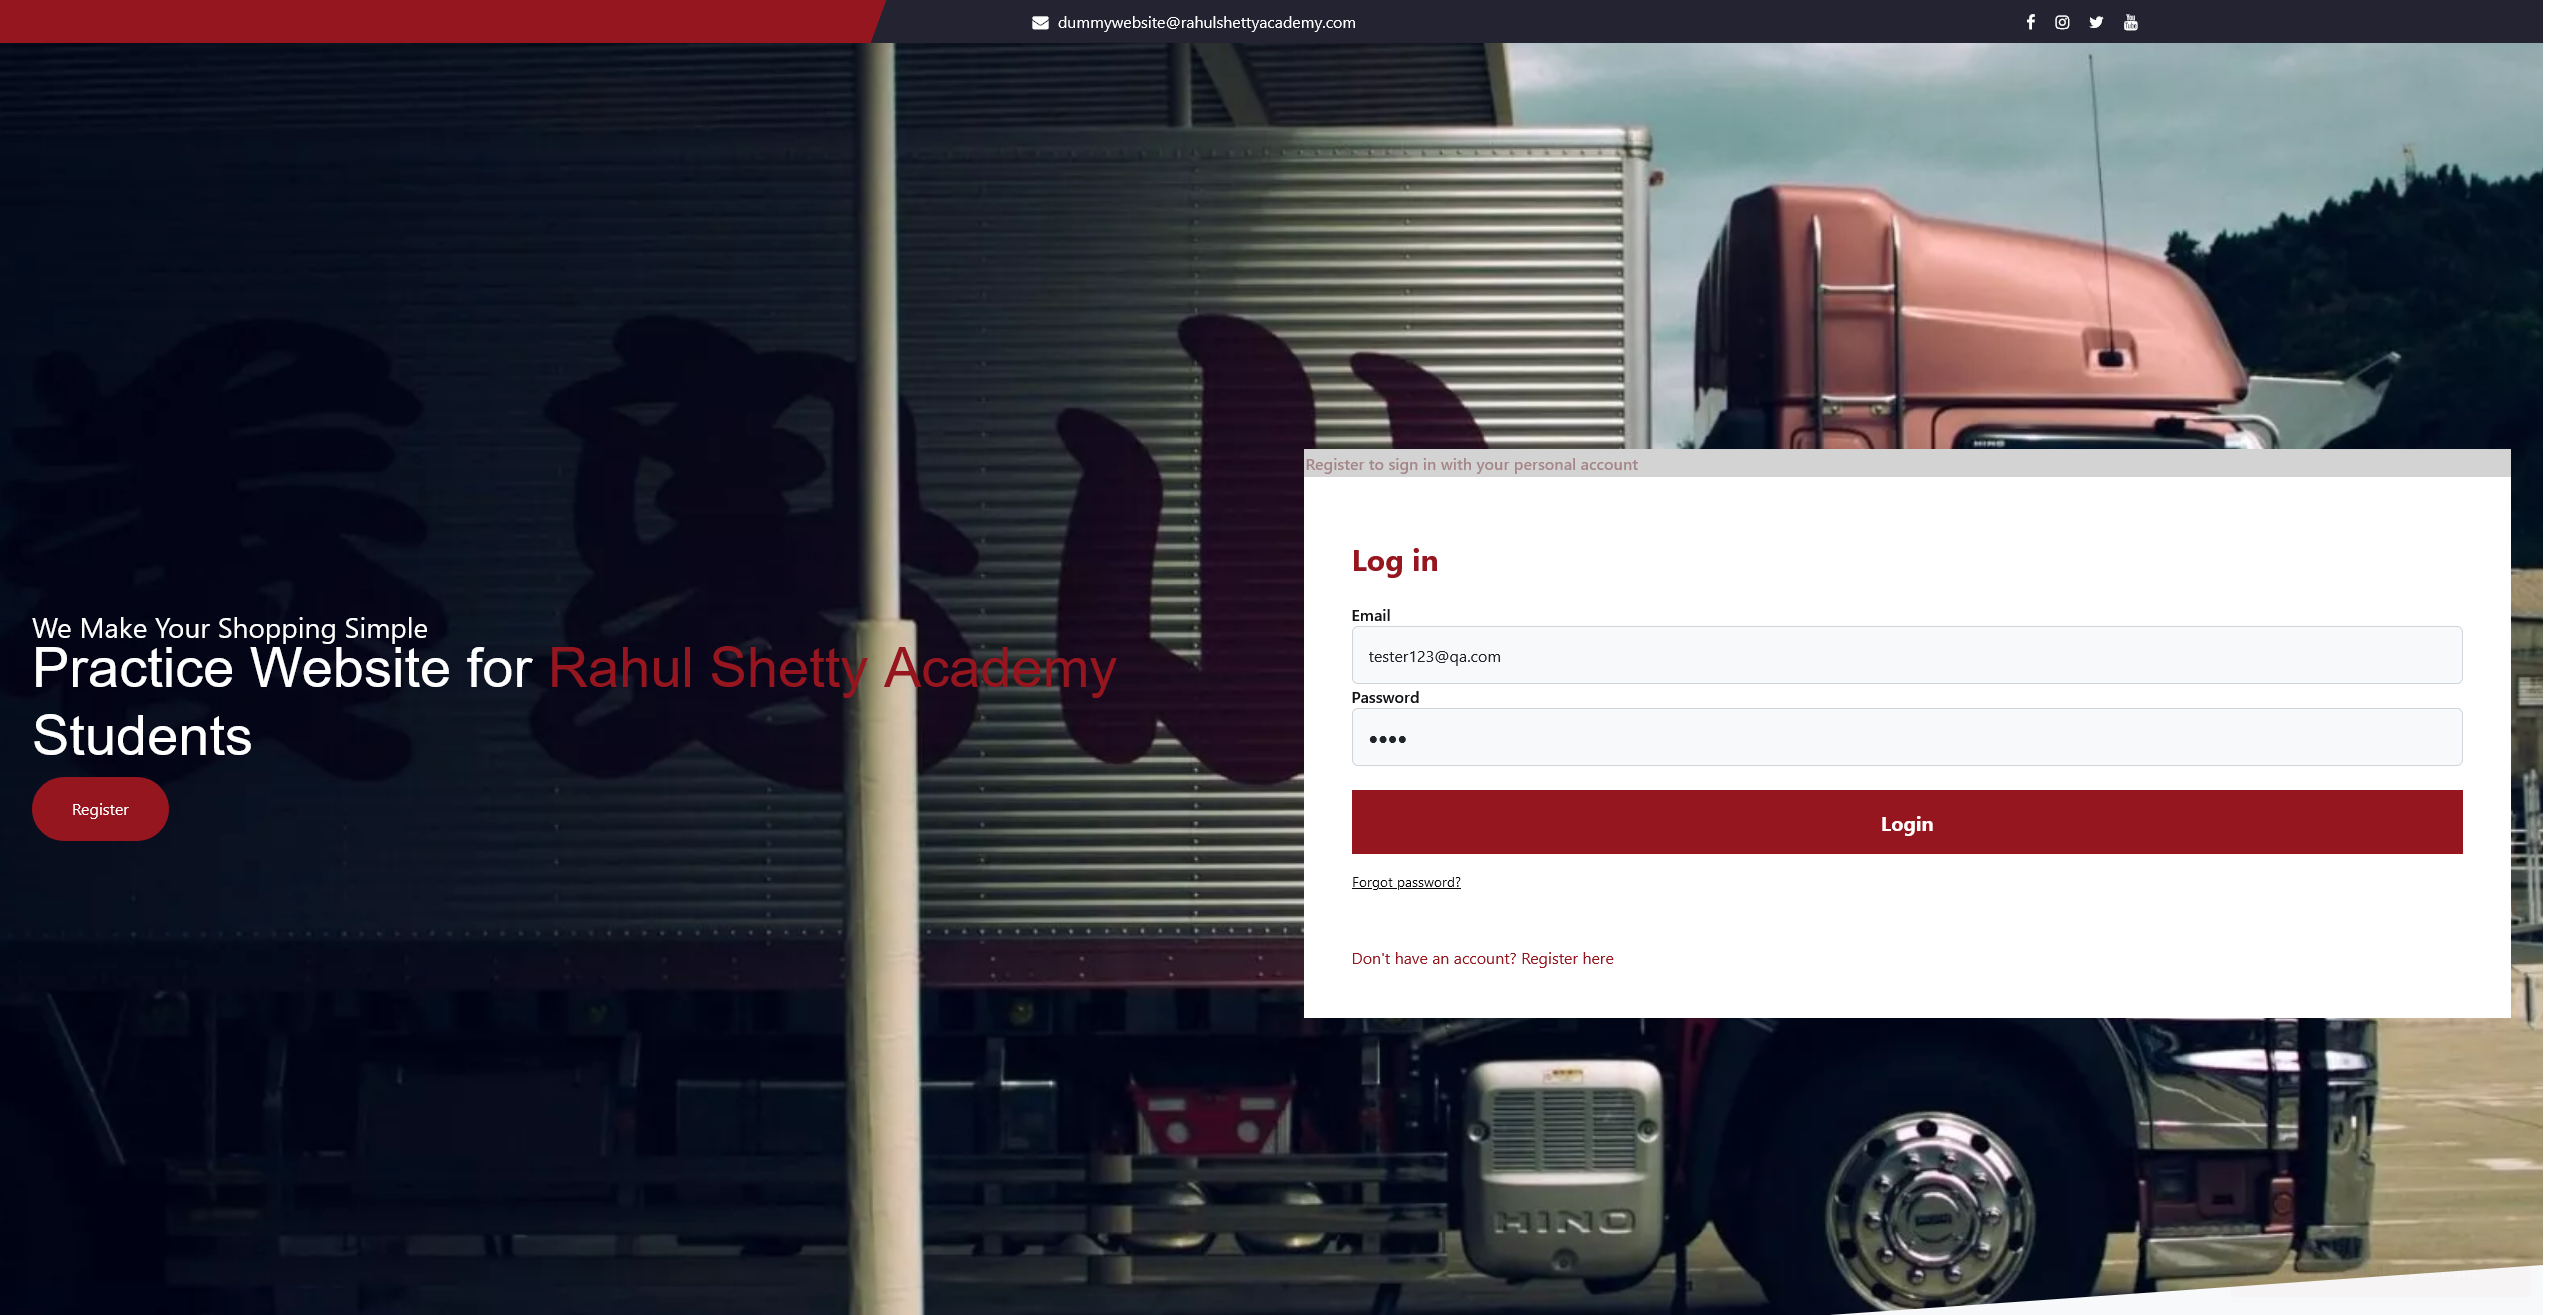 dummywebsite@rahulshettyacademy.com
We Make Your Shopping Simple
Practice Website for Rahul Shetty Academy
Students
Register
Register to sign in with your personal account
Log in
Email
tester123@qa.com
Password
••••
Login
Forgot password?
Don't have an account? Register here
HINO
HINO